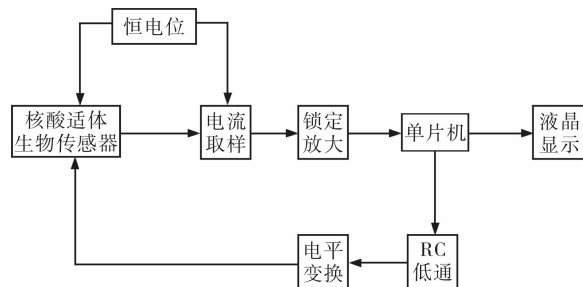 恒电位
核酸适体
生物传感器
电流
取样
锁定
放大
单片机
液晶
显示
电平
变换
RC
低通